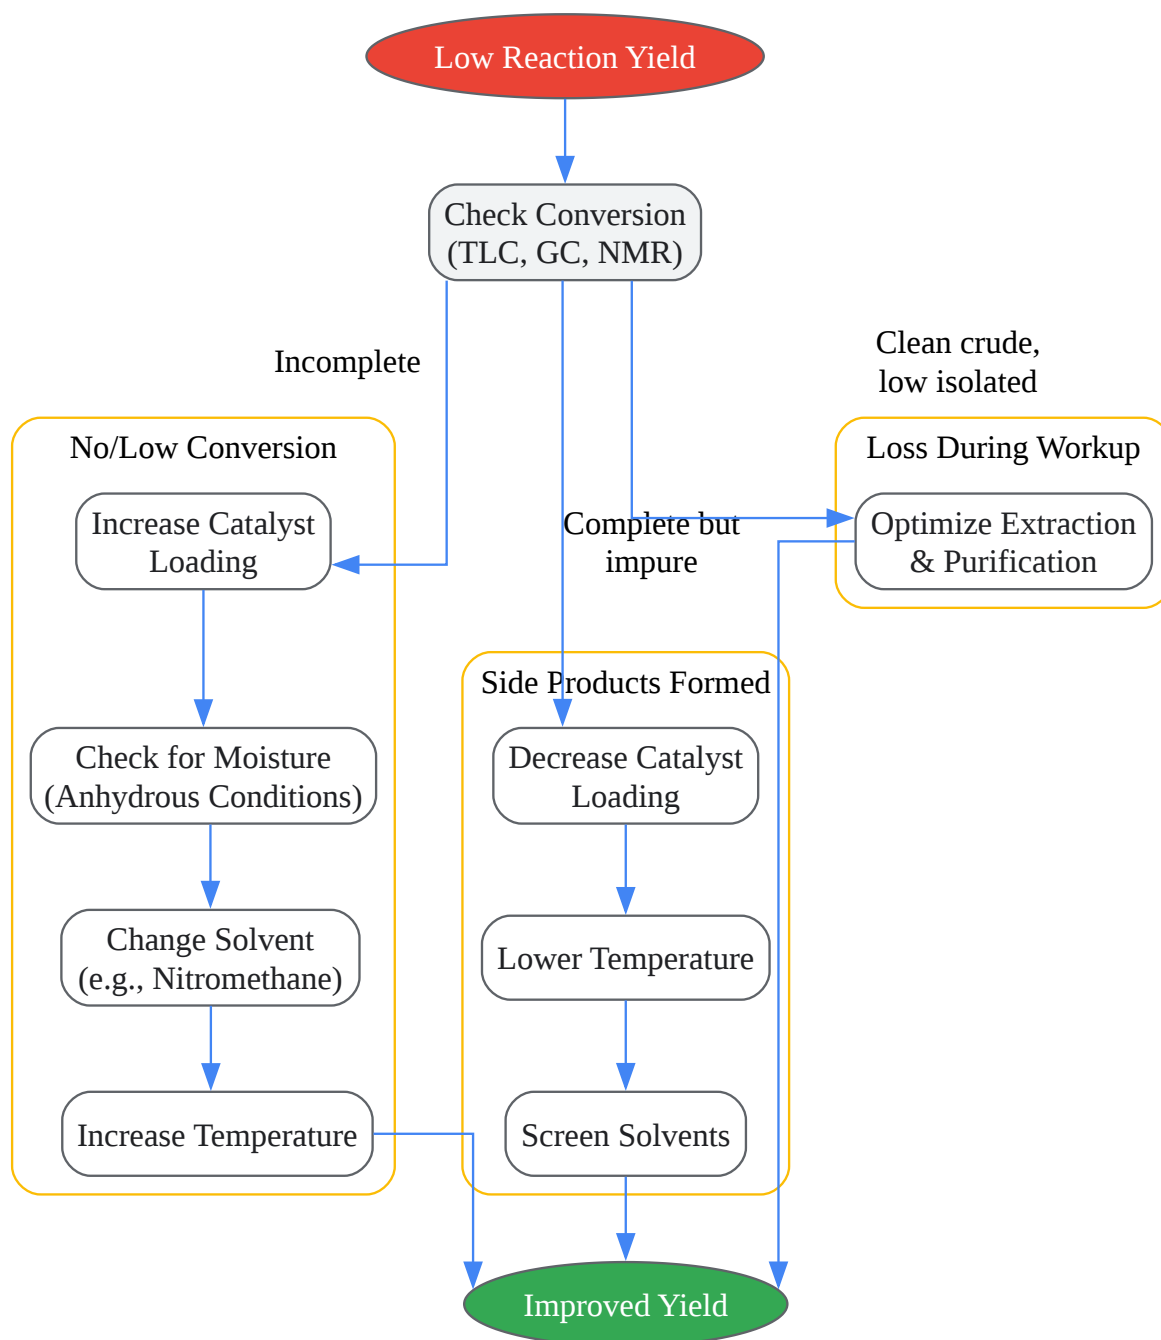 Low Reaction Yield
Check Conversion
(TLC, GC, NMR)
Incomplete
Clean crude,
low isolated
No/Low Conversion
Increase Catalyst
Loading
Check for Moisture
(Anhydrous Conditions)
Change Solvent
(e.g., Nitromethane)
Increase Temperature
Complete but
impure
Side Products Formed
Decrease Catalyst
Loading
Lower Temperature
Screen Solvents
Loss During Workup
Optimize Extraction
& Purification
Improved Yield